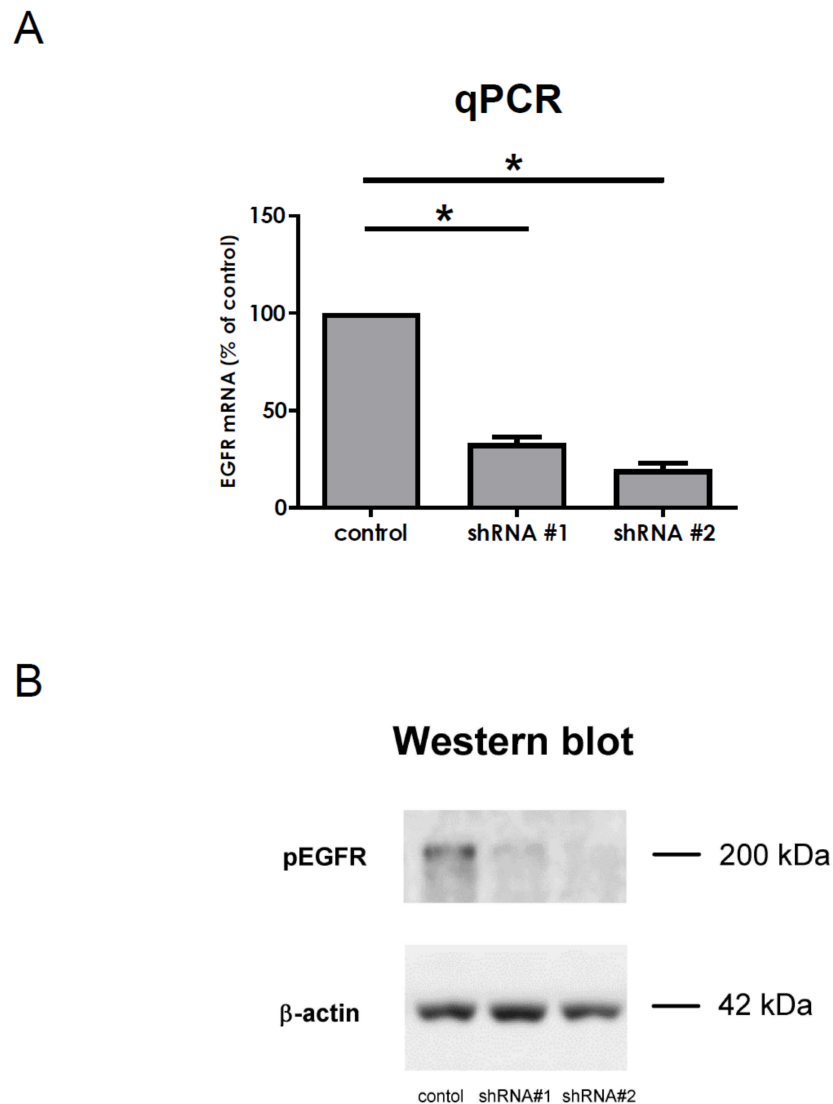 A
qPCR
*
*
EGFR mRNA (% of control)
150
100
50
0
control shRNA #1 shRNA #2
B
Western blot
pEGFR 200 kDa
β-actin 42 kDa
contol shRNA#1 shRNA#2